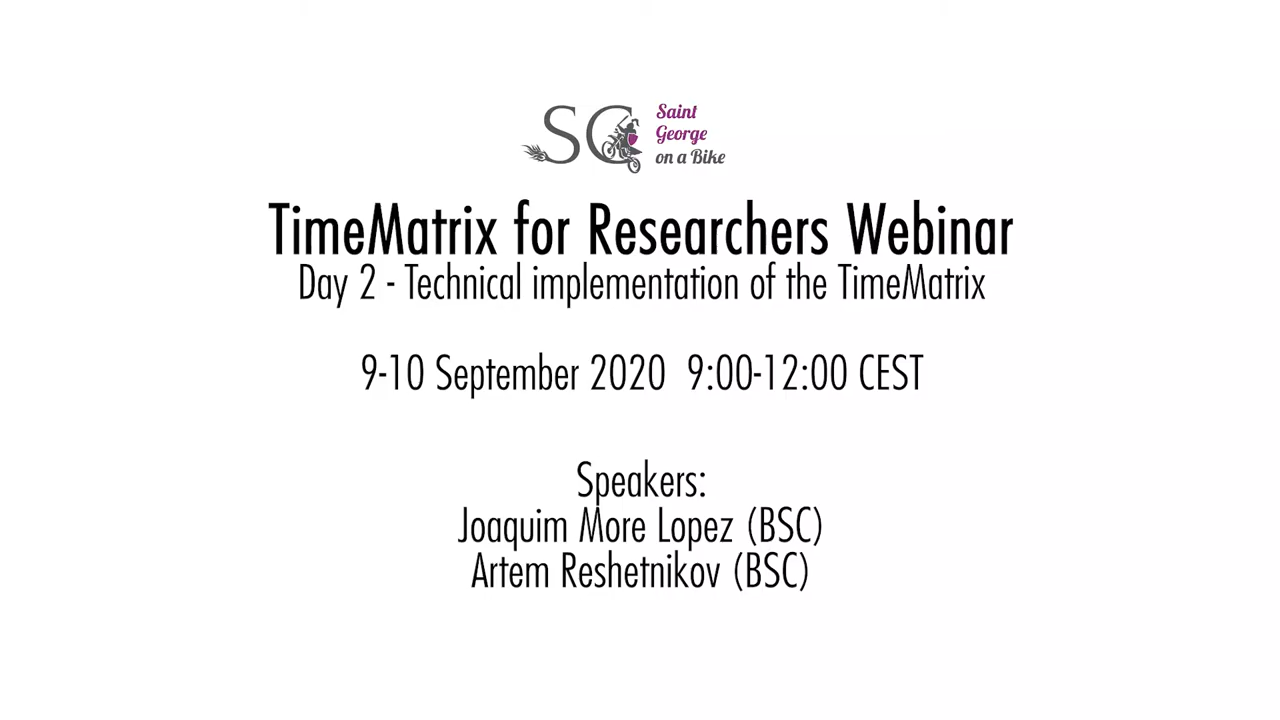 SG
Saint
George
on a Bike
TimeMatrix for Researchers Webinar
Day 2 - Technical implementation of the TimeMatrix
9-10 September 2020 9:00-12:00 CEST
Speakers:
Joaquim More Lopez (BSC)
Artem Reshetnikov (BSC)